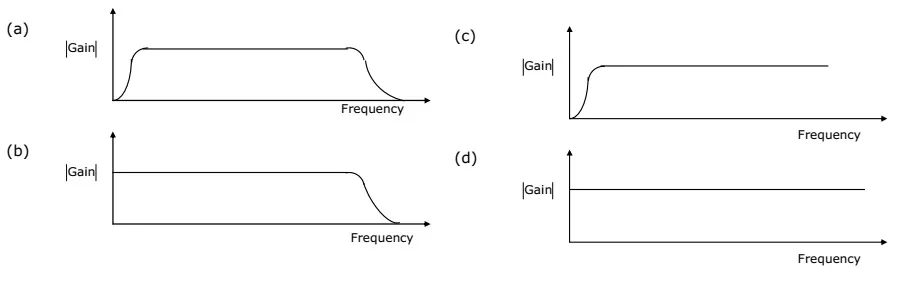 (a)
|Gain|
Frequency
(b)
|Gain|
Frequency
(c)
|Gain|
Frequency
(d)
|Gain|
Frequency